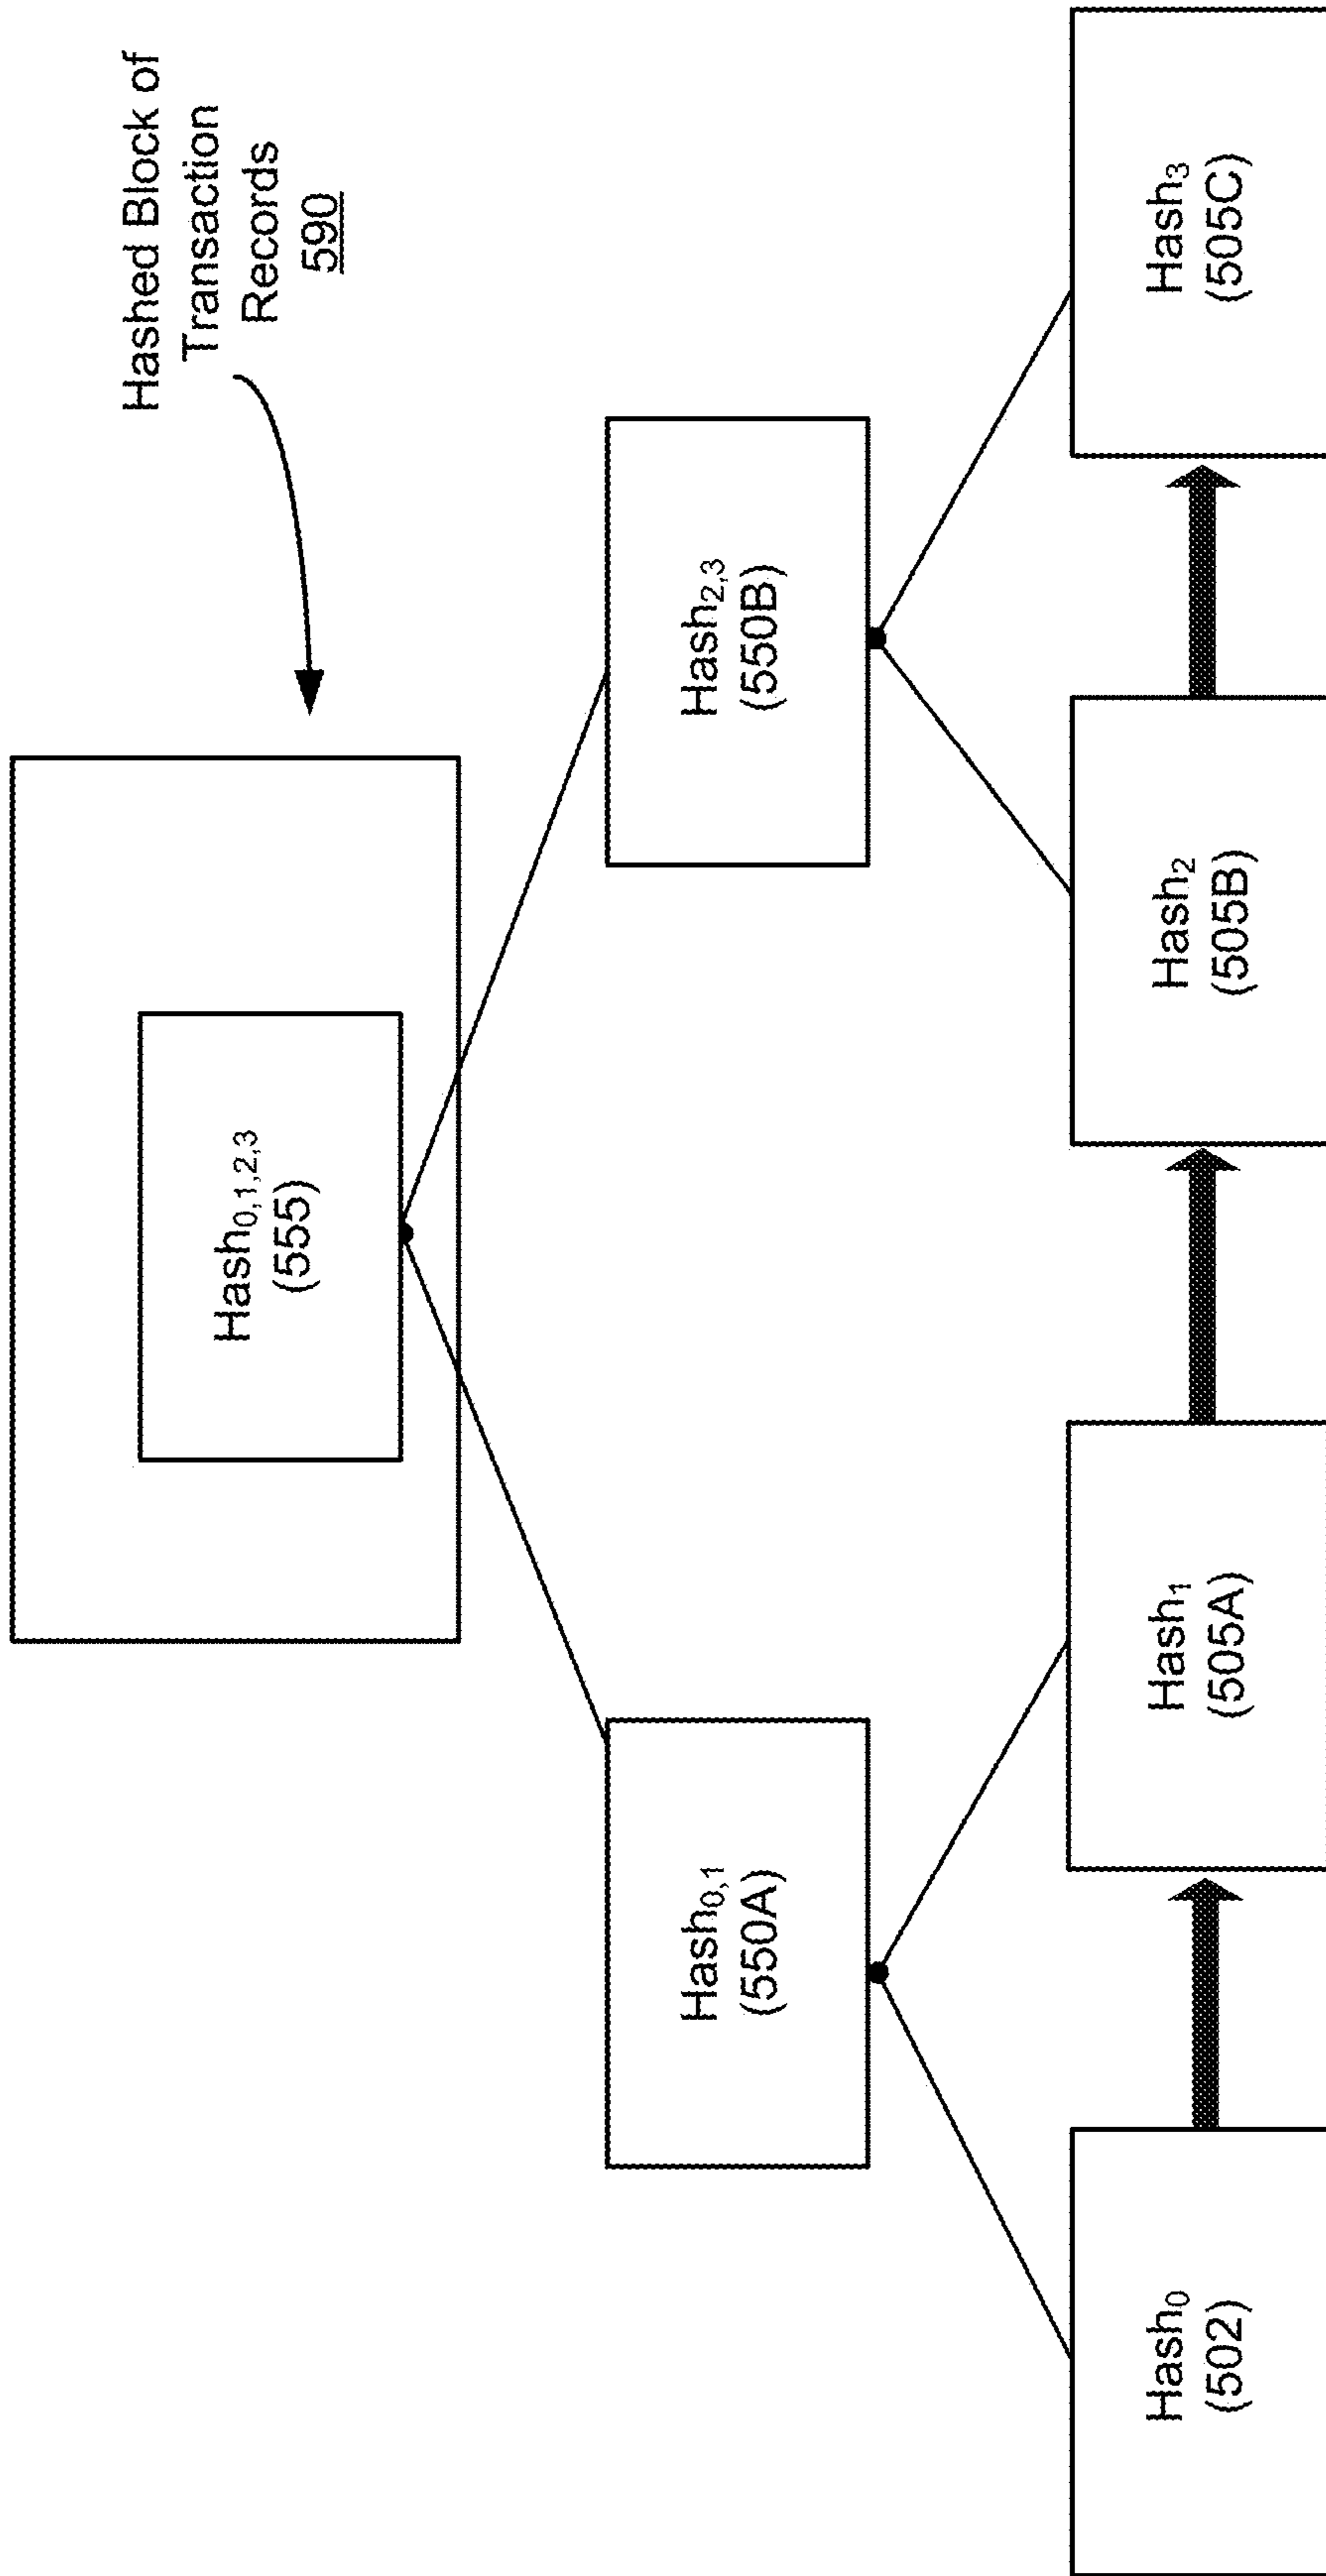 Hashed Block of
Transaction
Records
590
Hash0,1,2,3
(555)
Hash0,1
(550A)
Hash2,3
(550B)
Hash0
(502)
Hash1
(505A)
Hash2
(505B)
Hash3
(505C)